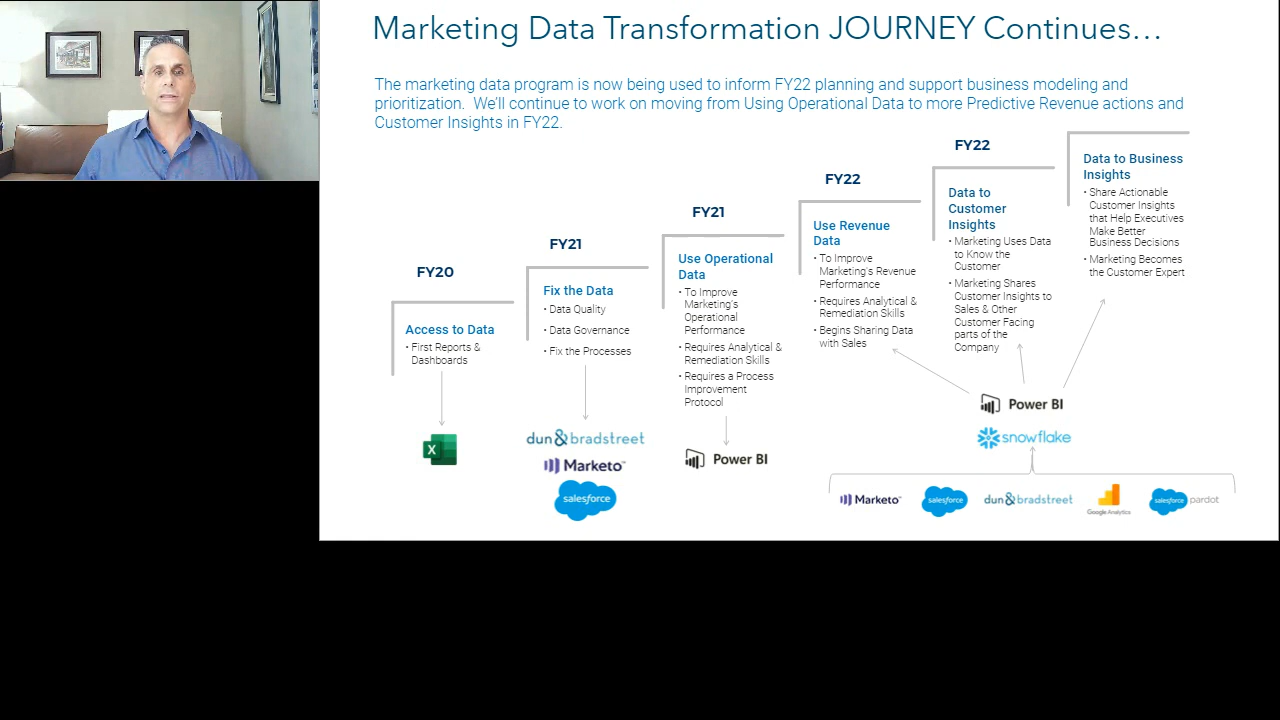 Marketing Data Transformation JOURNEY Continues...
The marketing data program is now being used to inform FY22 planning and support business modeling and
prioritization. We'll continue to work on moving from Using Operational Data to more Predictive Revenue actions and
Customer Insights in FY22.
FY20
Access to Data
• First Reports &
Dashboards
X
FY21
Fix the Data
• Data Quality
• Data Governance
• Fix the Processes
dun&bradstreet
Marketo™
salesforce
FY21
Use Operational
Data
• To Improve
Marketing's
Operational
Performance
• Requires Analytical &
Remediation Skills
• Requires a Process
Improvement
Protocol
Power BI
FY22
Use Revenue
Data
• To Improve
Marketing's Revenue
Performance
• Requires Analytical &
Remediation Skills
• Begins Sharing Data
with Sales
FY22
Data to
Customer
Insights
• Marketing Uses Data
to Know the
Customer
• Marketing Shares
Customer Insights to
Sales & Other
Customer Facing
parts of the
Company
Data to Business
Insights
• Share Actionable
Customer Insights
that Help Executives
Make Better
Business Decisions
• Marketing Becomes
the Customer Expert
Power BI
snowflake
Marketo™
salesforce
dun&bradstreet
Google Analytics
salesforce pardot